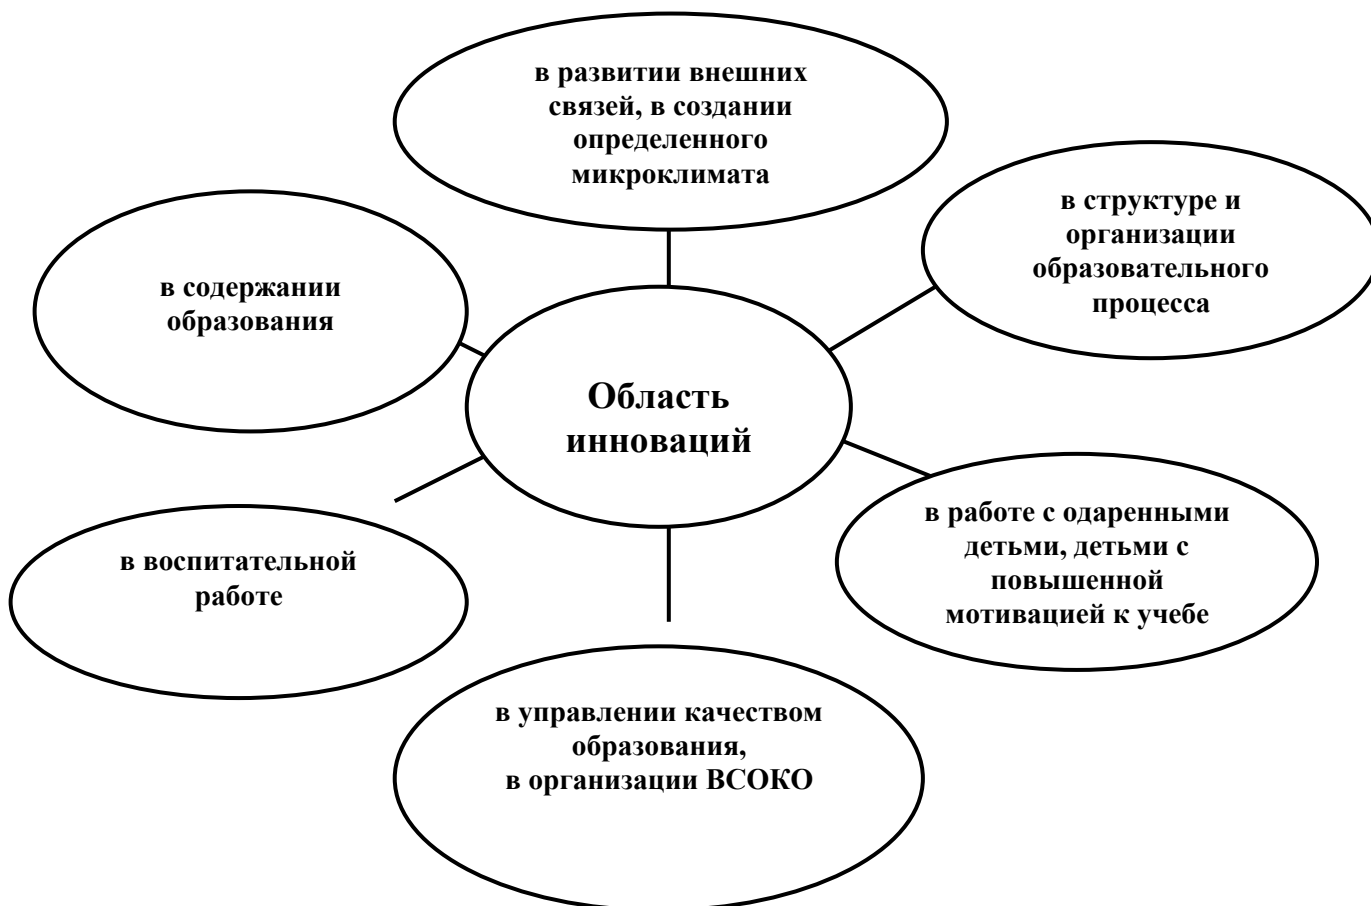 в развитии внешних
связей, в создании
определенного
микроклимата
в структуре и
организации
образовательного
процесса
в содержании
образования
Область
инноваций
в работе с одаренными
детьми, детьми с
повышенной
мотивацией к учебе
в воспитательной
работе
в управлении качеством
образования,
в организации ВСОКО